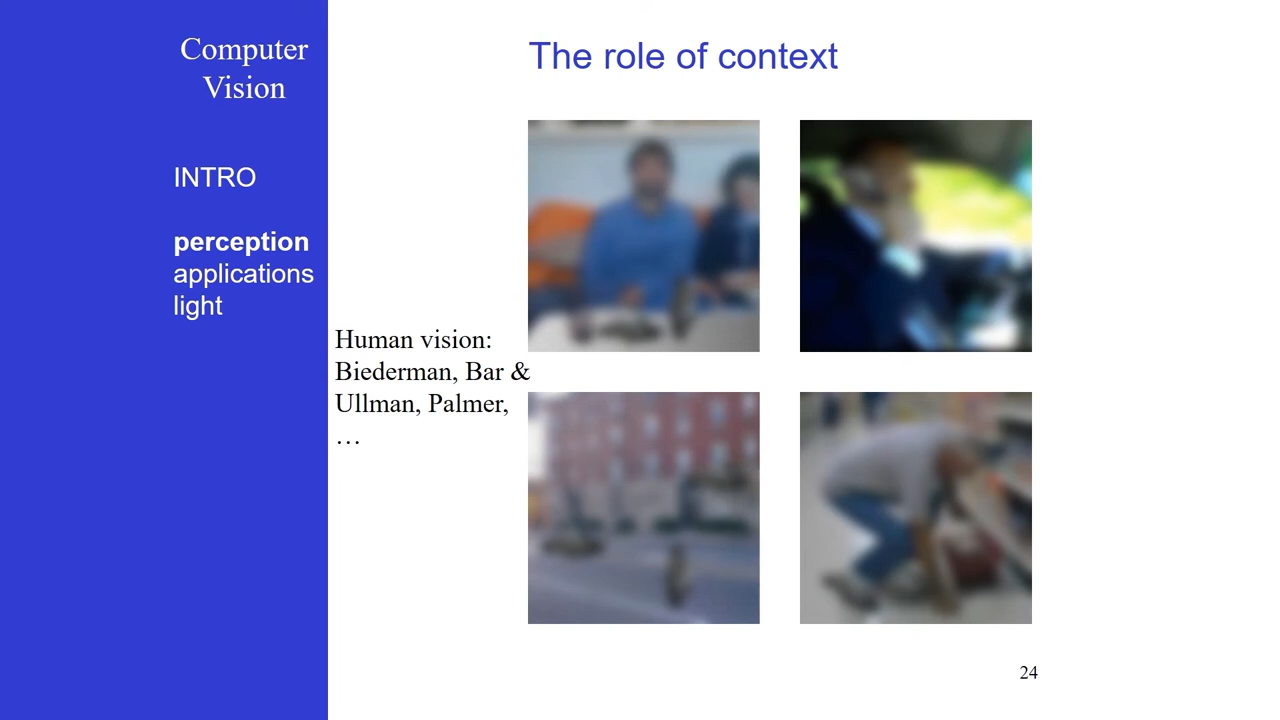 Computer
Vision
INTRO
perception
applications
light
The role of context
Human vision:
Biederman, Bar &
Ullman, Palmer,
…
24